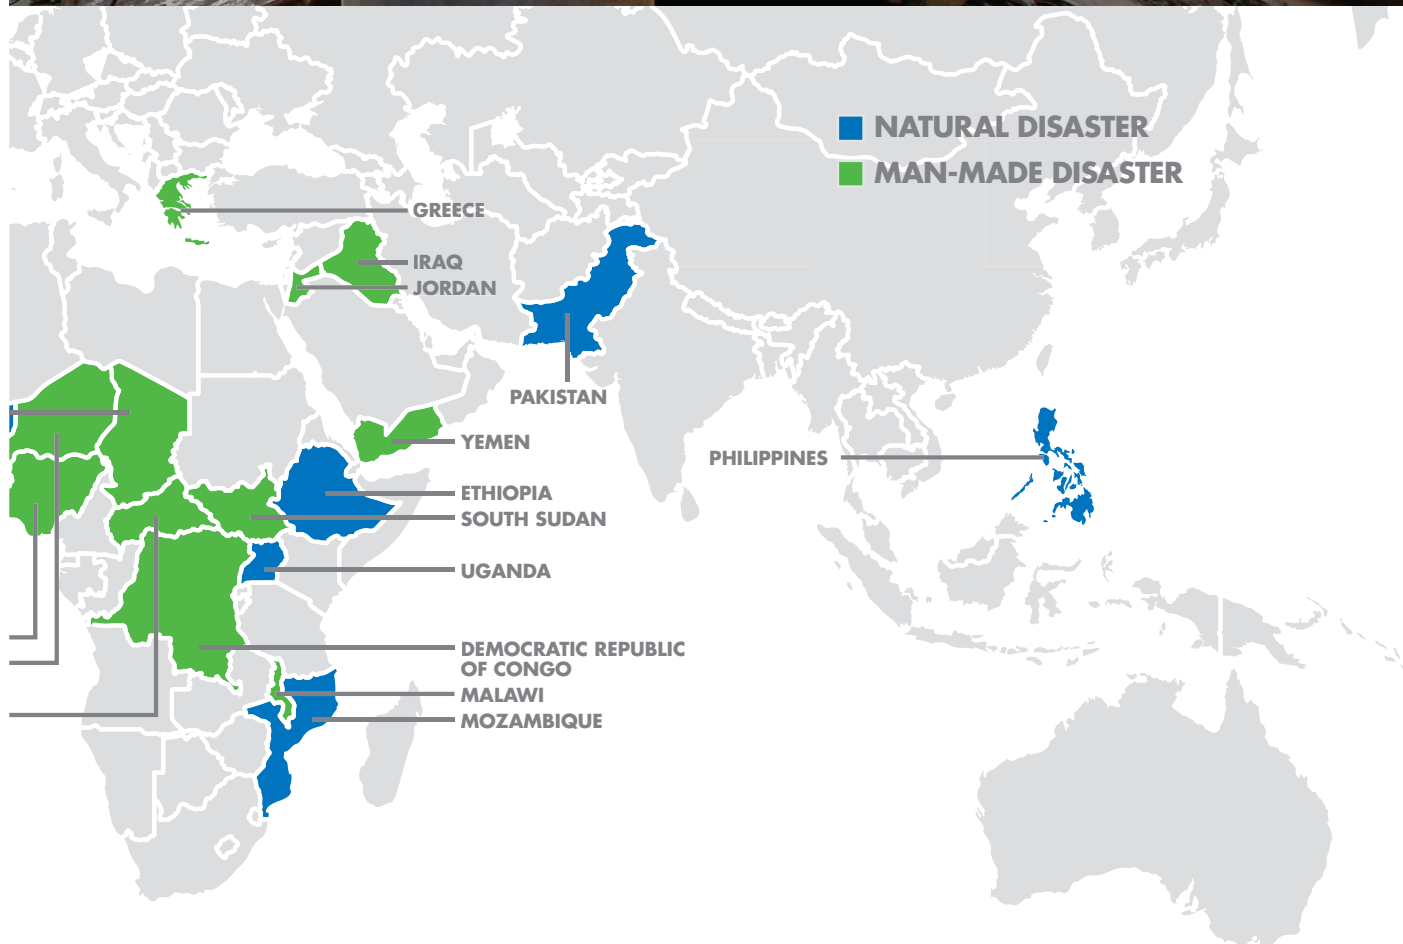 NATURAL DISASTER
MAN-MADE DISASTER
GREECE
IRAQ
JORDAN
PAKISTAN
YEMEN
PHILIPPINES
ETHIOPIA
SOUTH SUDAN
UGANDA
DEMOCRATIC REPUBLIC
OF CONGO
MALAWI
MOZAMBIQUE